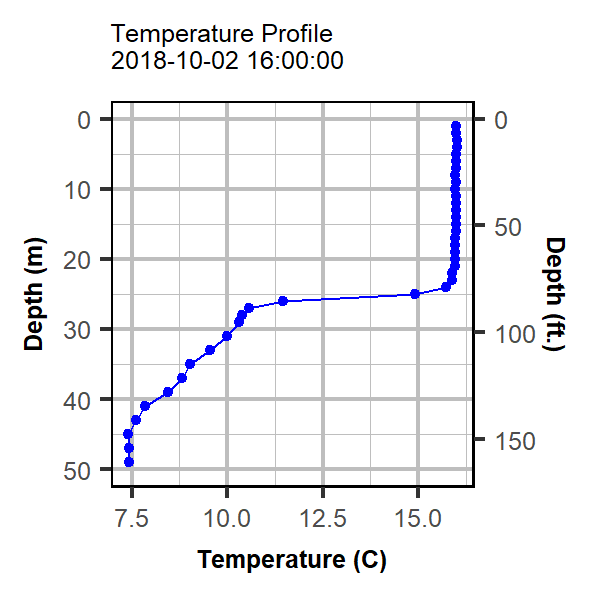 Temperature Profile
2018-10-02 16:00:00
0
10
20
30
40
50
Depth (m)
0
50
100
150
Depth (ft.)
7.5 10.0 12.5 15.0
Temperature (C)